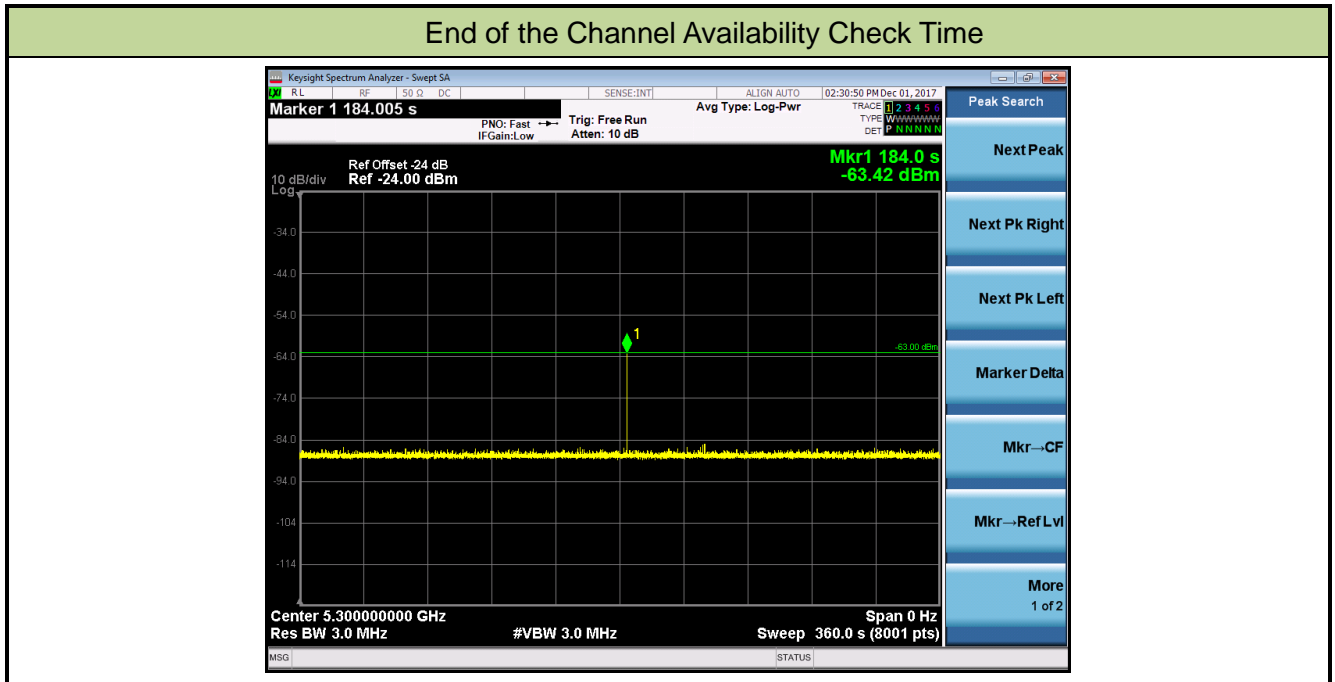 End of the Channel Availability Check Time
Keysight Spectrum Analyzer - Swept SA
LXI RL RF 50 Ω DC SENSE:INT ALIGN AUTO 02:30:50 PM Dec 01, 2017
Marker 1 184.005 s
PNO: Fast
IFGain:Low
Trig: Free Run
Atten: 10 dB
Avg Type: Log-Pwr
TRACE 1 2 3 4 5 6
TYPE WWWWWW
DET P N N N N N
Peak Search
Next Peak
Next Pk Right
Next Pk Left
Marker Delta
Mkr→CF
Mkr→Ref Lvl
More
1 of 2
Ref Offset -24 dB
10 dB/div Ref -24.00 dBm
Log
Mkr1 184.0 s
-63.42 dBm
-34.0
-44.0
-54.0
1
-63.00 dBm
-64.0
-74.0
-84.0
-94.0
-104
-114
Center 5.300000000 GHz Span 0 Hz
Res BW 3.0 MHz #VBW 3.0 MHz Sweep 360.0 s (8001 pts)
MSG STATUS